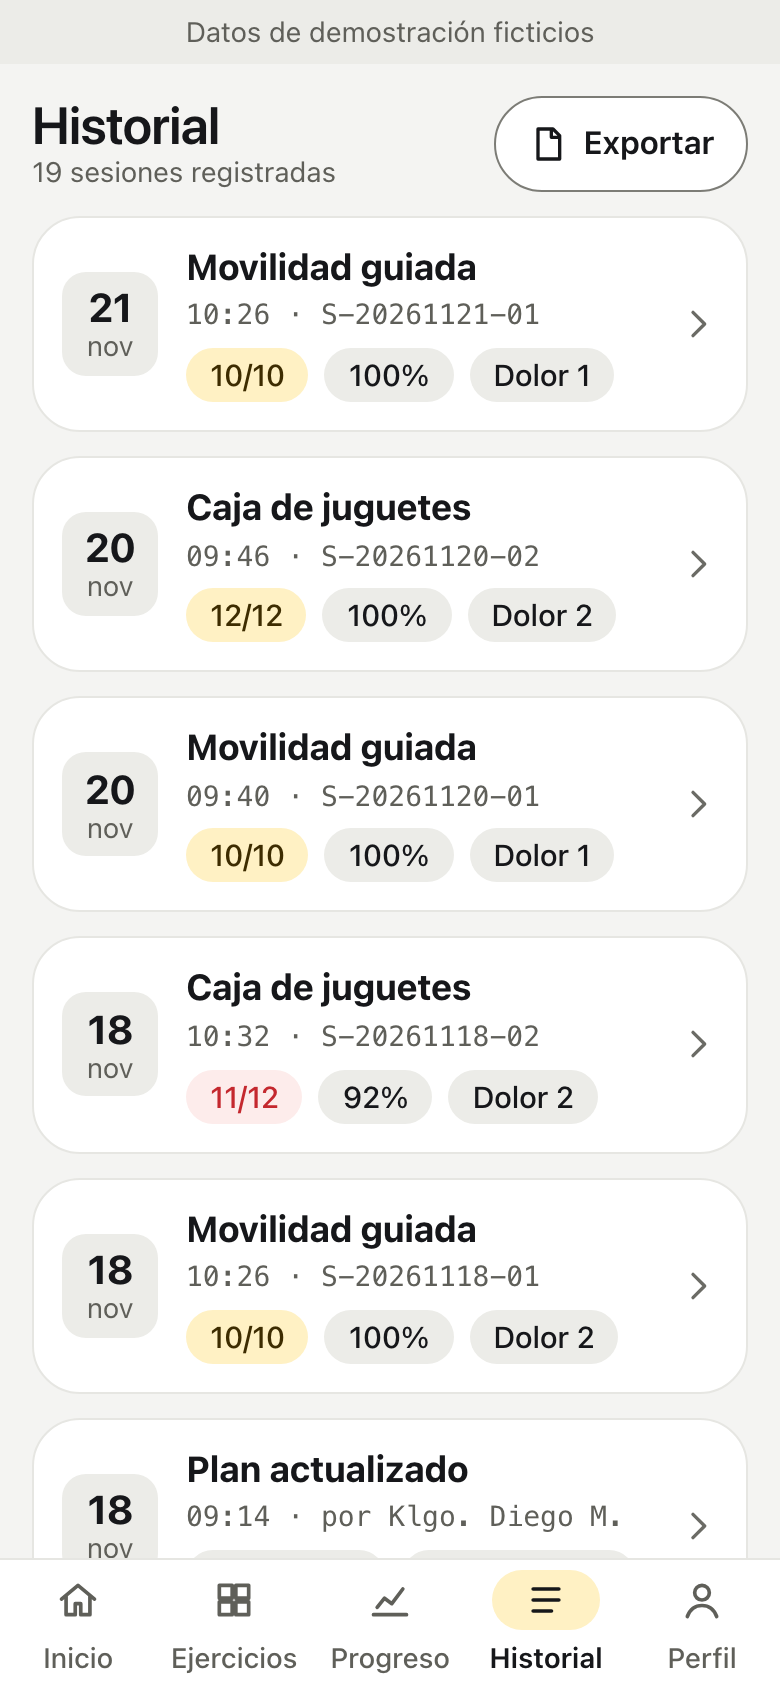 Datos de demostración ficticios
Historial
19 sesiones registradas
Exportar
21
nov
Movilidad guiada
10:26 · S-20261121-01
10/10
100%
Dolor 1
20
nov
Caja de juguetes
09:46 · S-20261120-02
12/12
100%
Dolor 2
20
nov
Movilidad guiada
09:40 · S-20261120-01
10/10
100%
Dolor 1
18
nov
Caja de juguetes
10:32 · S-20261118-02
11/12
92%
Dolor 2
18
nov
Movilidad guiada
10:26 · S-20261118-01
10/10
100%
Dolor 2
18
nov
Plan actualizado
09:14 · por Klgo. Diego M.
Inicio
Ejercicios
Progreso
Historial
Perfil